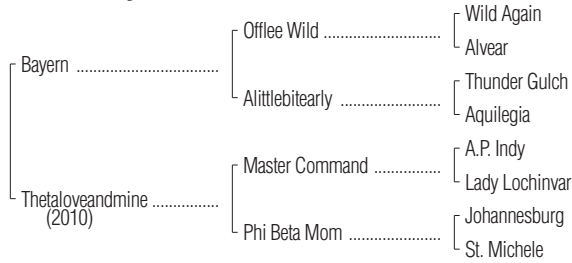 Wild Again
Offlee Wild ........................
Alvear
Bayern .............................
Thunder Gulch
Alittlebitearly ....................
Aquilegia
A.P. Indy
Master Command ................
Lady Lochinvar
Thetaloveandmine ..............
(2010)
Johannesburg
Phi Beta Mom ...................
St. Michele